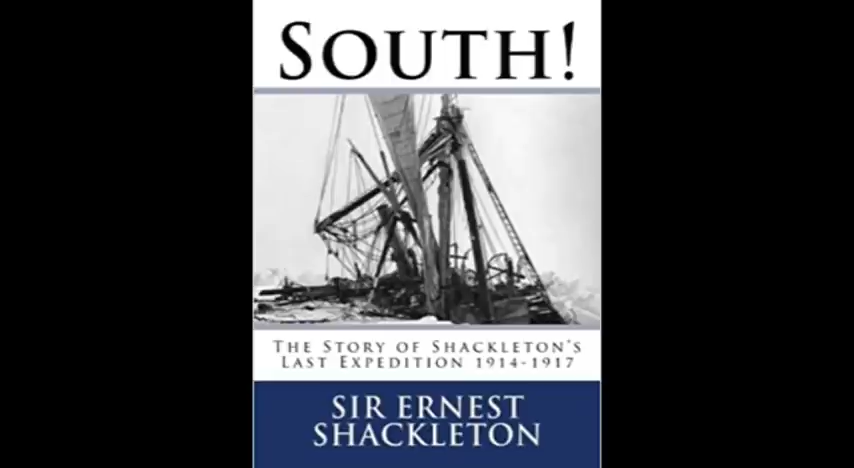 SOUTH!
THE STORY OF SHACKLETON'S
LAST EXPEDITION 1914-1917
SIR ERNEST
SHACKLETON